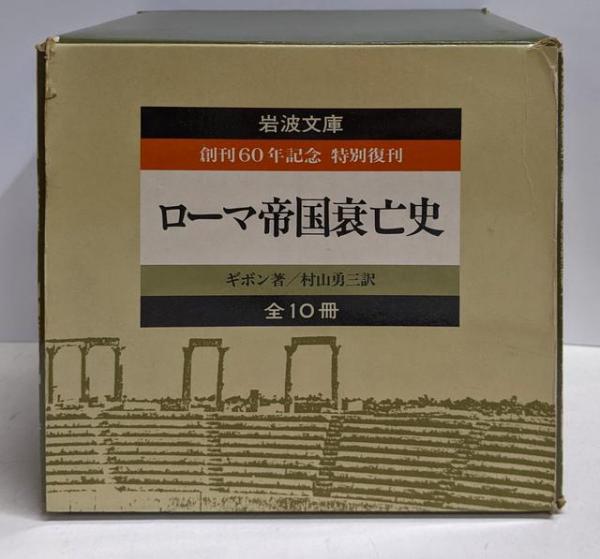 岩波文庫
創刊60年記念 特別復刊
ローマ帝国衰亡史
ギボン著/村山勇三訳
全10冊